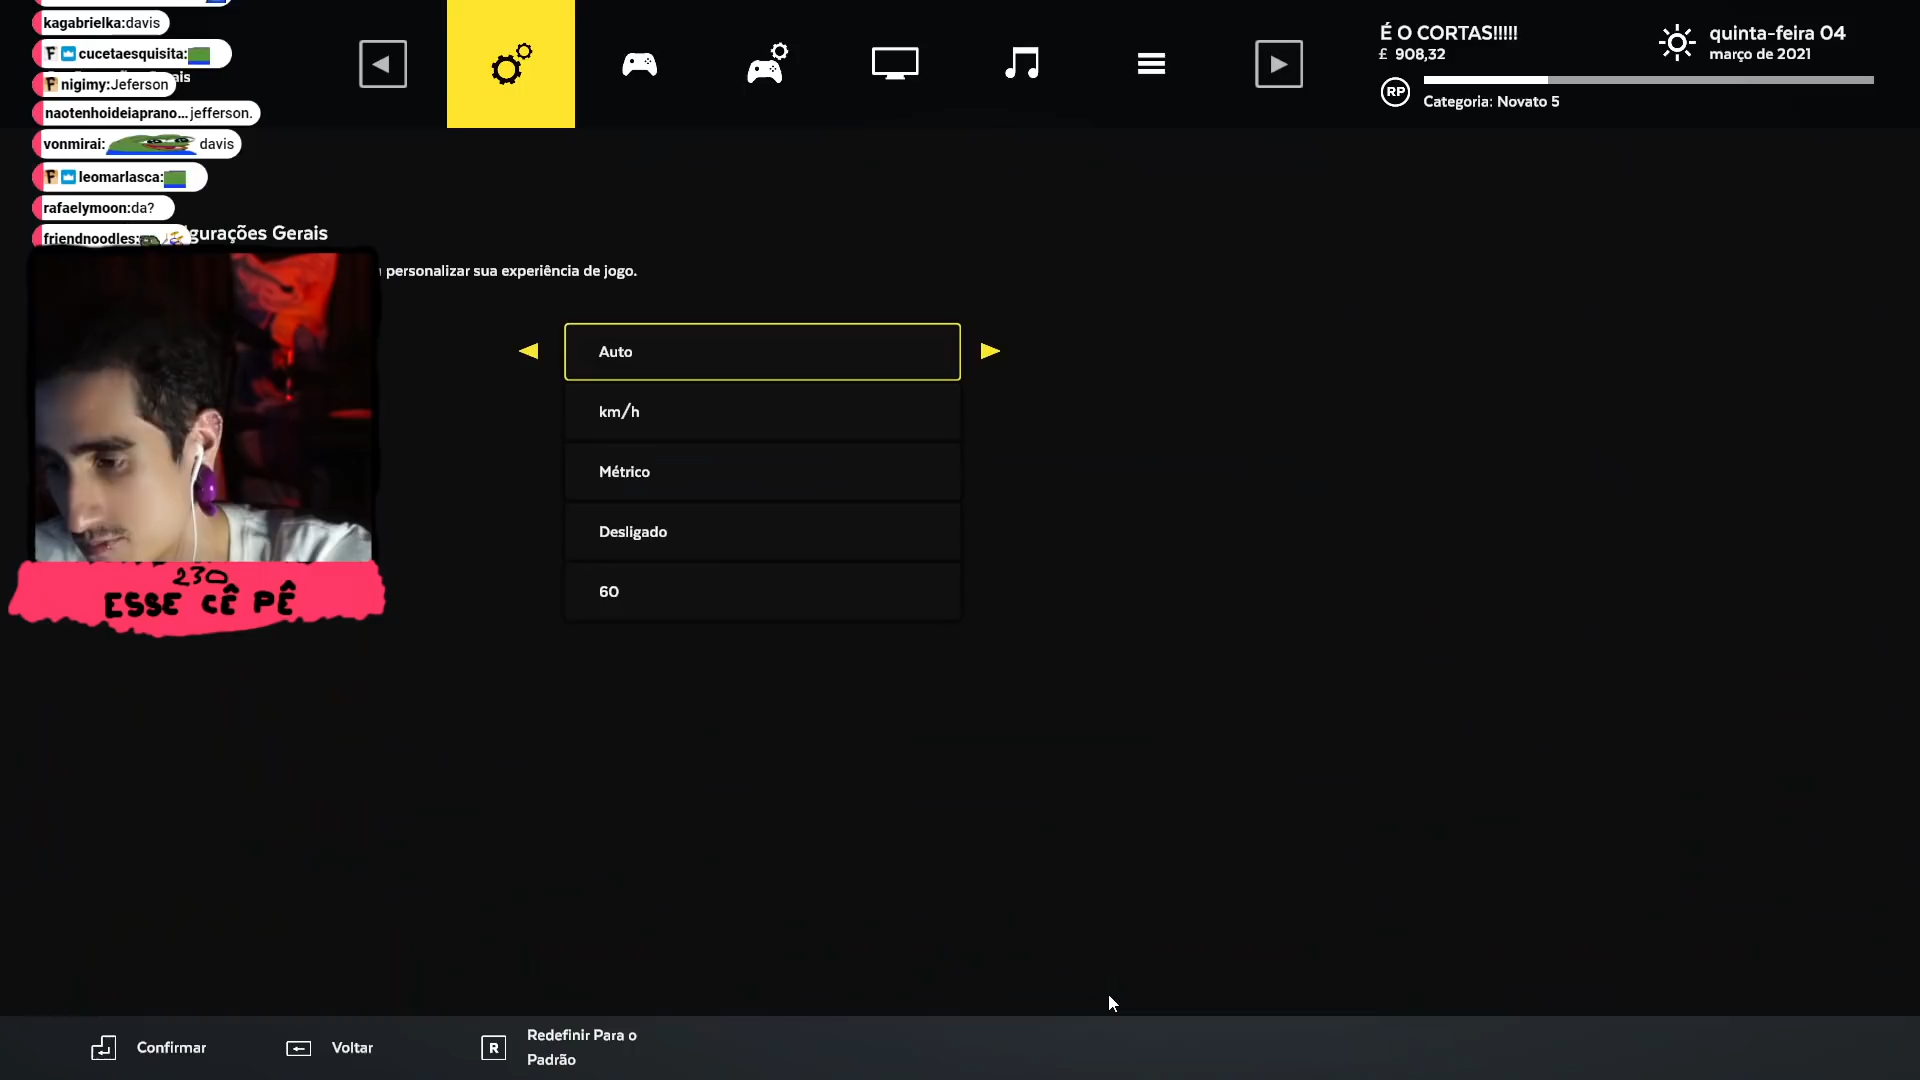 kagabrielka:davis
cucetaesquisita:
ais
nigimy:Jeferson
naotenhoideiaprano... jefferson.
vonmirai: davis
leomarlasca:
rafaelymoon:da?
friendnoodles:
gurações Gerais
personalizar sua experiência de jogo.
É O CORTAS!!!!!
£ 908,32
RP
Categoria: Novato 5
quinta-feira 04
março de 2021
Auto
km/h
Métrico
Desligado
60
230
ESSE CÊ PÊ
Confirmar
Voltar
R
Redefinir Para o
Padrão